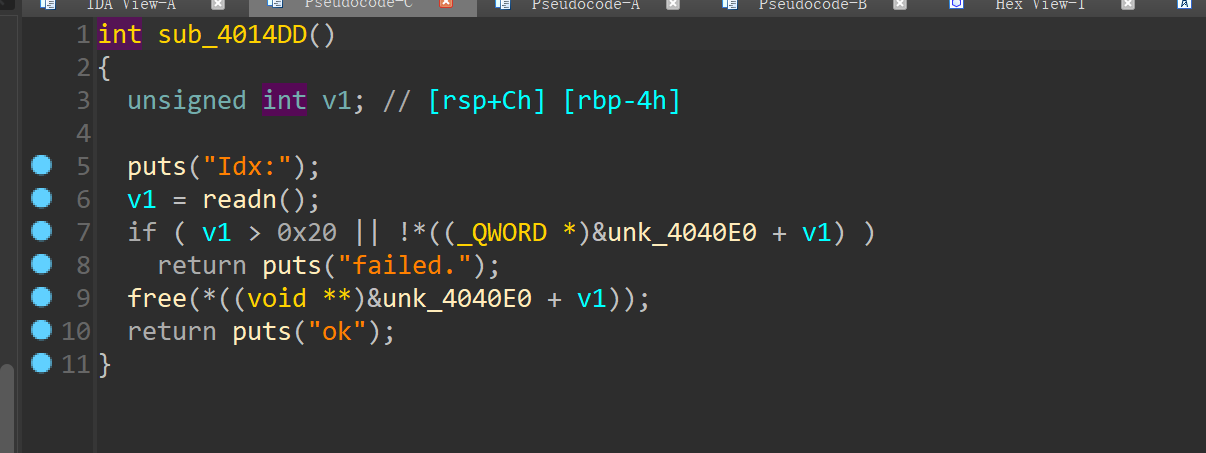 IDA View-A Pseudocode-C Pseudocode-A Pseudocode-B Hex View-1
1 int sub_4014DD()
2 {
3 unsigned int v1; // [rsp+Ch] [rbp-4h]
4
5 puts("Idx:");
6 v1 = readn();
7 if ( v1 > 0x20 || !*((_QWORD *)&unk_4040E0 + v1) )
8 return puts("failed.");
9 free(*((void **)&unk_4040E0 + v1));
10 return puts("ok");
11 }